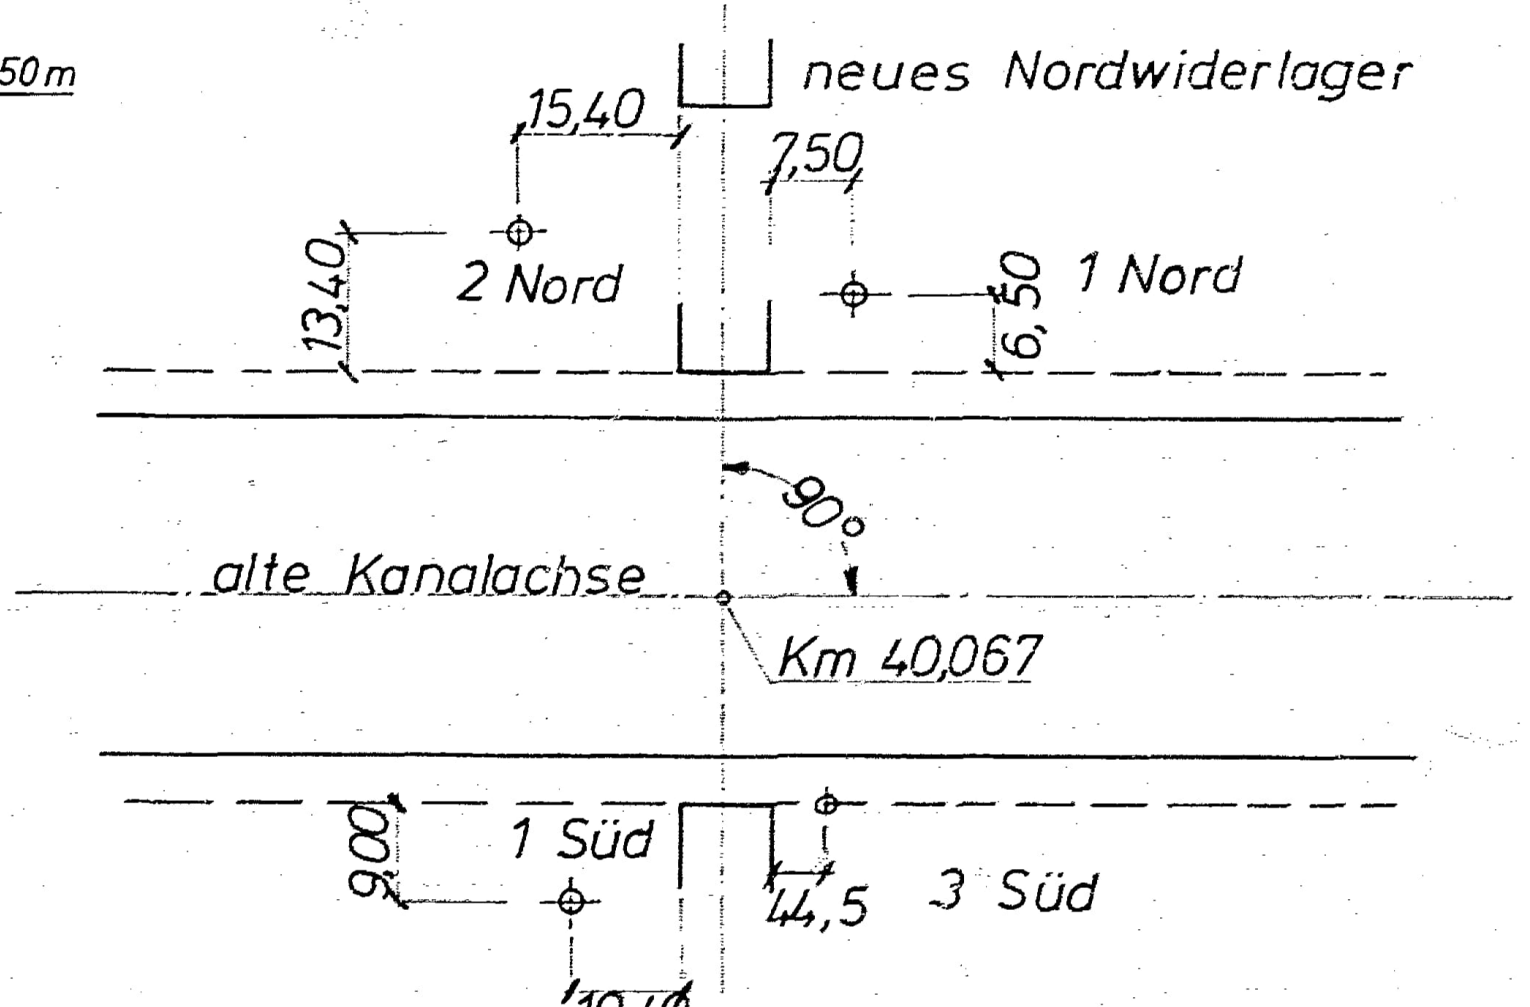 50m
neues Nordwiderlager
15,40
7,50
13,40
2 Nord
1 Nord
6,50
90°
alte Kanalachse
Km 40,067
9,00
1 Süd
44,5
3 Süd